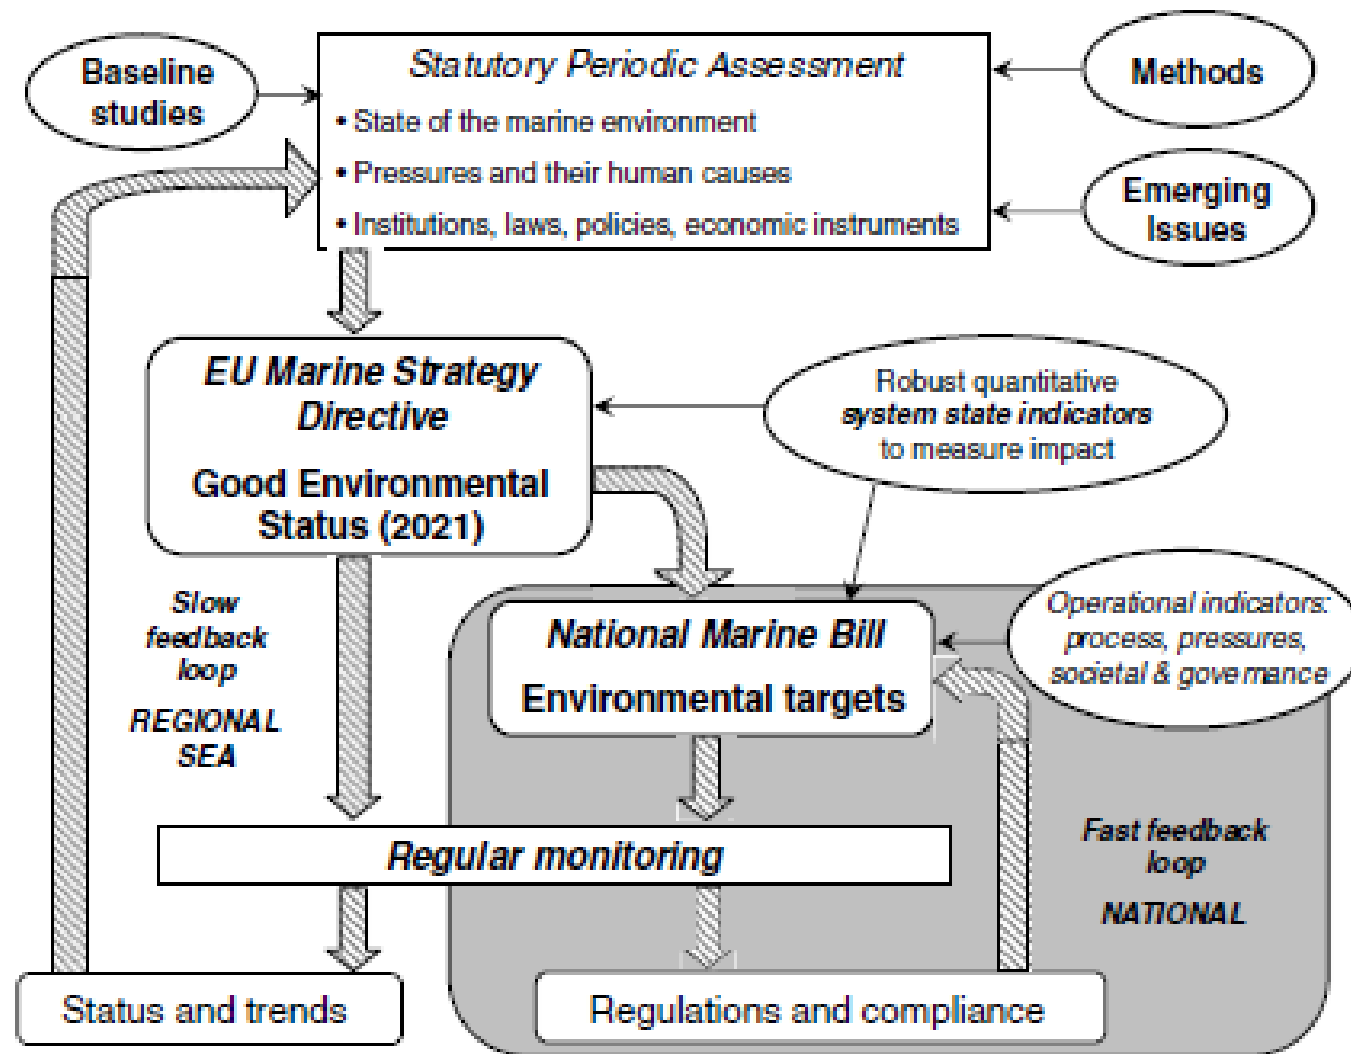 Baseline
studies
Statutory Periodic Assessment
• State of the marine environment
• Pressures and their human causes
• Institutions, laws, policies, economic instruments
Methods
Emerging
Issues
EU Marine Strategy
Directive
Good Environmental
Status (2021)
Robust quantitative
system state indicators
to measure impact
Slow
feedback
loop
REGIONAL
SEA
National Marine Bill
Environmental targets
Operational indicators:
process, pressures,
societal & governance
Regular monitoring
Fast feedback
loop
NATIONAL
Status and trends
Regulations and compliance